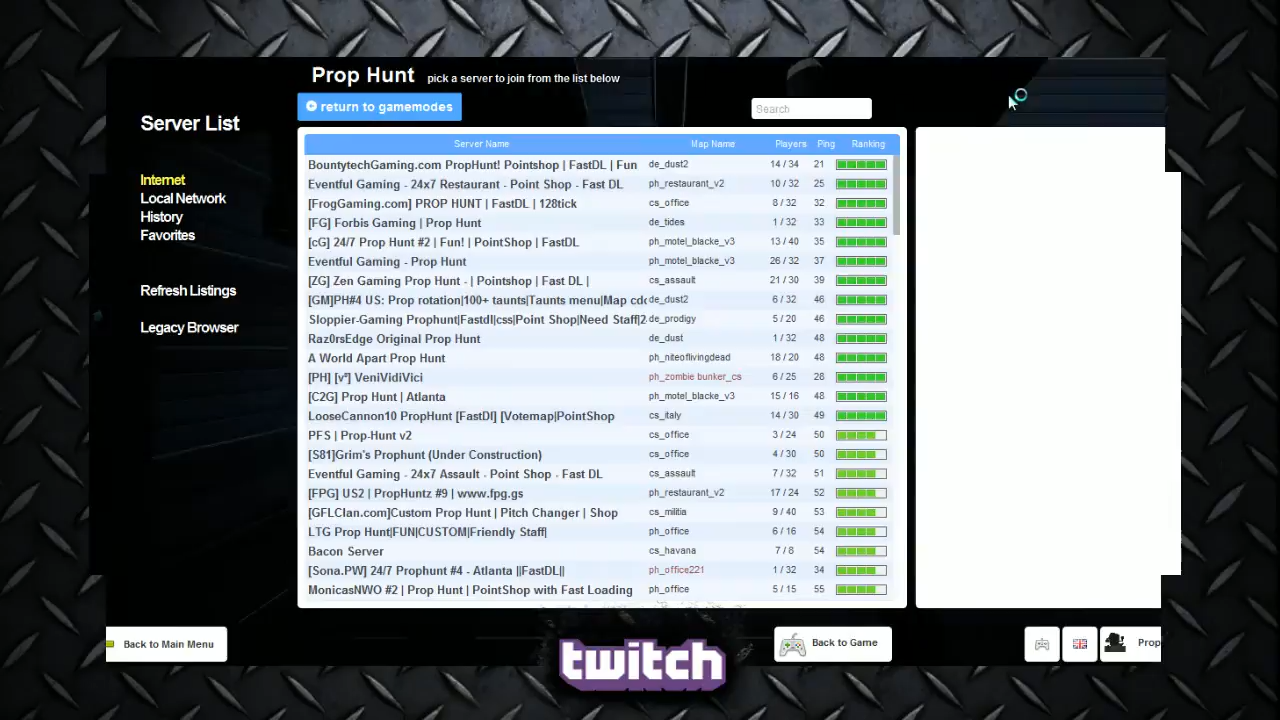 Prop Hunt pick a server to join from the list below
return to gamemodes
Search
Server List
Internet
Local Network
History
Favorites
Refresh Listings
Legacy Browser
Server Name Map Name Players Ping Ranking
BountytechGaming.com PropHunt! Pointshop | FastDL | Fun de_dust2 14 / 34 21
Eventful Gaming - 24x7 Restaurant - Point Shop - Fast DL ph_restaurant_v2 10 / 32 25
[FrogGaming.com] PROP HUNT | FastDL | 128tick cs_office 8 / 32 32
[FG] Forbis Gaming | Prop Hunt de_tides 1 / 32 33
[cG] 24/7 Prop Hunt #2 | Fun! | PointShop | FastDL ph_motel_blacke_v3 13 / 40 35
Eventful Gaming - Prop Hunt ph_motel_blacke_v3 26 / 32 37
[ZG] Zen Gaming Prop Hunt - | Pointshop | Fast DL | cs_assault 21 / 30 39
[GM]PH#4 US: Prop rotation|100+ taunts|Taunts menu|Map cdc de_dust2 6 / 32 46
Sloppier-Gaming Prophunt|Fastdl|css|Point Shop|Need Staff|2 de_prodigy 5 / 20 46
Raz0rsEdge Original Prop Hunt de_dust 1 / 32 48
A World Apart Prop Hunt ph_niteoflivingdead 18 / 20 48
[PH] [vª] VeniVidiVici ph_zombie bunker_cs 6 / 25 28
[C2G] Prop Hunt | Atlanta ph_motel_blacke_v3 15 / 16 48
LooseCannon10 PropHunt [FastDl] [Votemap|PointShop cs_italy 14 / 30 49
PFS | Prop-Hunt v2 cs_office 3 / 24 50
[S81]Grim's Prophunt (Under Construction) cs_office 4 / 30 50
Eventful Gaming - 24x7 Assault - Point Shop - Fast DL cs_assault 7 / 32 51
[FPG] US2 | PropHuntz #9 | www.fpg.gs ph_restaurant_v2 17 / 24 52
[GFLClan.com]Custom Prop Hunt | Pitch Changer | Shop cs_militia 9 / 40 53
LTG Prop Hunt|FUN|CUSTOM|Friendly Staff| ph_office 6 / 16 54
Bacon Server cs_havana 7 / 8 54
[Sona.PW] 24/7 Prophunt #4 - Atlanta ||FastDL|| ph_office221 1 / 32 34
MonicasNWO #2 | Prop Hunt | PointShop with Fast Loading ph_office 5 / 15 55
Back to Main Menu
Back to Game
Prop
twitch